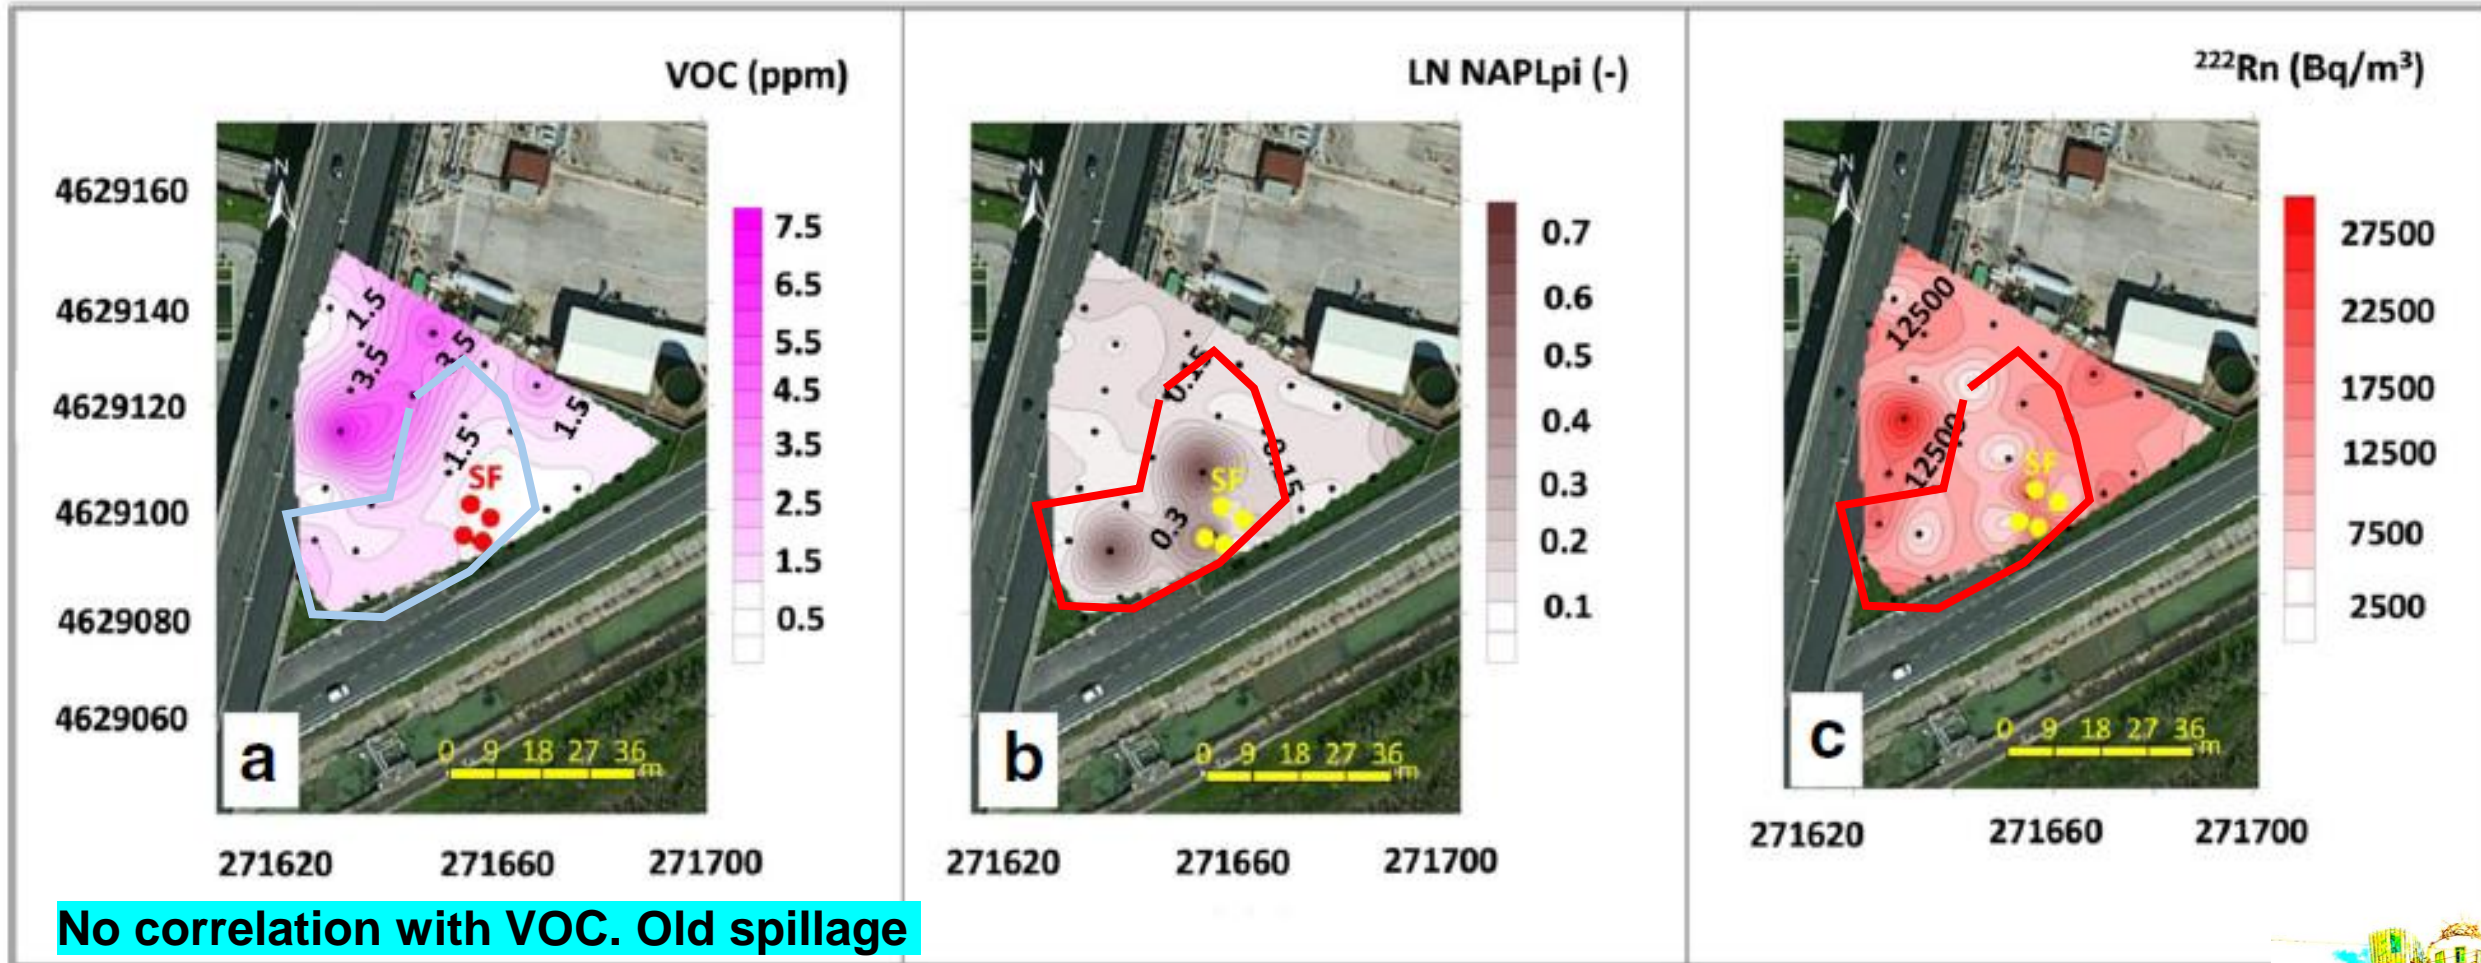 VOC (ppm)
4629160
4629140
4629120
4629100
4629080
4629060
N
1.5
3.5
3.5
1.5
1.5
SF
7.5
6.5
5.5
4.5
3.5
2.5
1.5
0.5
a
0 9 18 27 36 m
271620 271660 271700
LN NAPLpi (-)
N
0.15
0.15
0.3
SF
0.7
0.6
0.5
0.4
0.3
0.2
0.1
b
0 9 18 27 36 m
271620 271660 271700
²²²Rn (Bq/m³)
N
12500
12500
SF
27500
22500
17500
12500
7500
2500
c
0 9 18 27 36 m
271620 271660 271700
No correlation with VOC. Old spillage